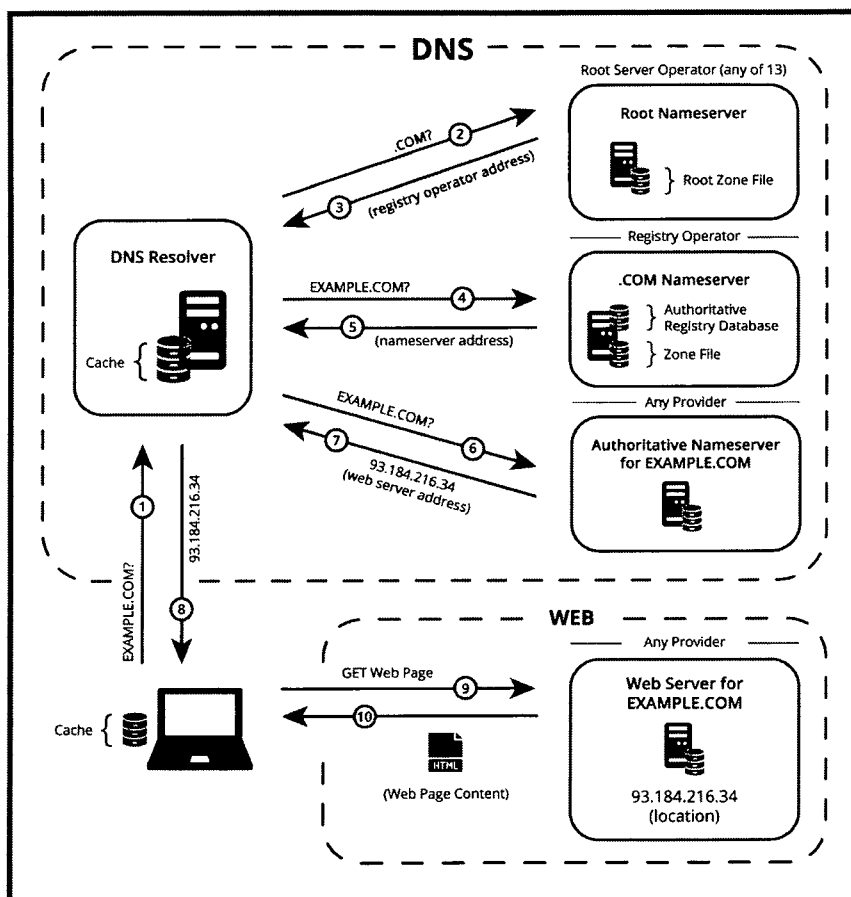 DNS
Root Server Operator (any of 13)
Root Nameserver
Root Zone File
.COM?
2
3
(registry operator address)
Registry Operator
DNS Resolver
Cache
.COM Nameserver
Authoritative
Registry Database
Zone File
EXAMPLE.COM?
4
5
(nameserver address)
Any Provider
Authoritative Nameserver
for EXAMPLE.COM
EXAMPLE.COM?
6
7
93.184.216.34
(web server address)
1
EXAMPLE.COM?
93.184.216.34
8
WEB
Any Provider
Web Server for
EXAMPLE.COM
93.184.216.34
(location)
GET Web Page
9
10
HTML
(Web Page Content)
Cache